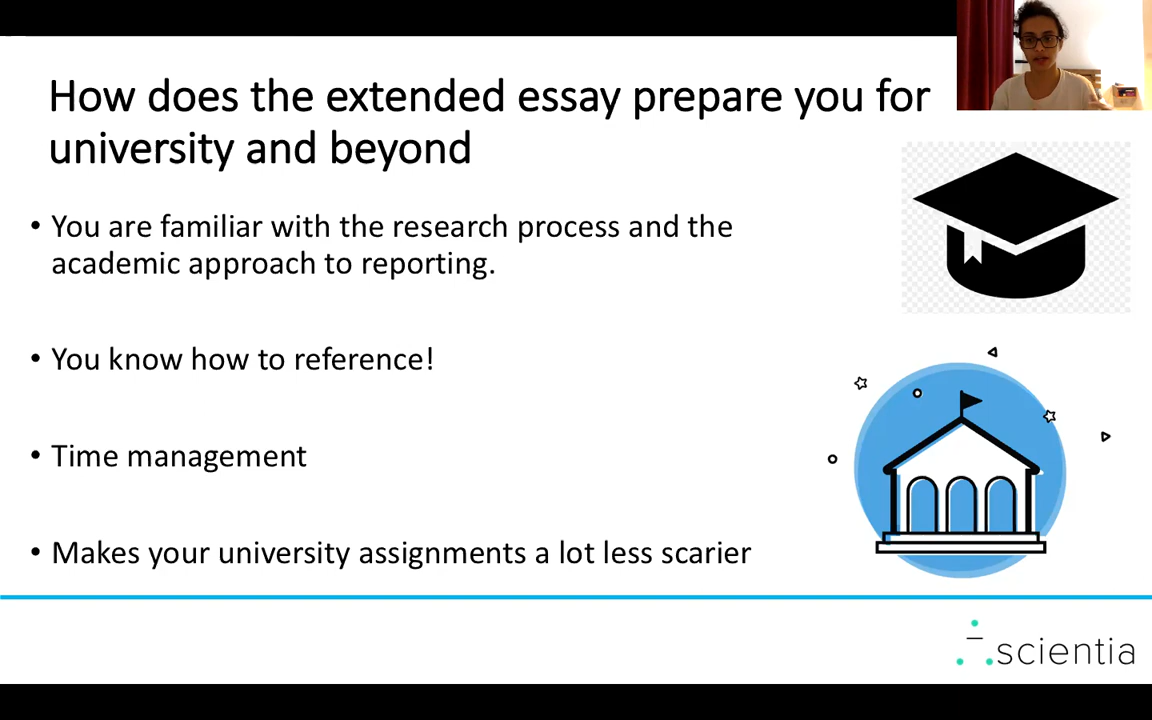 How does the extended essay prepare you for
university and beyond
• You are familiar with the research process and the
academic approach to reporting.
• You know how to reference!
• Time management
• Makes your university assignments a lot less scarier
scientia